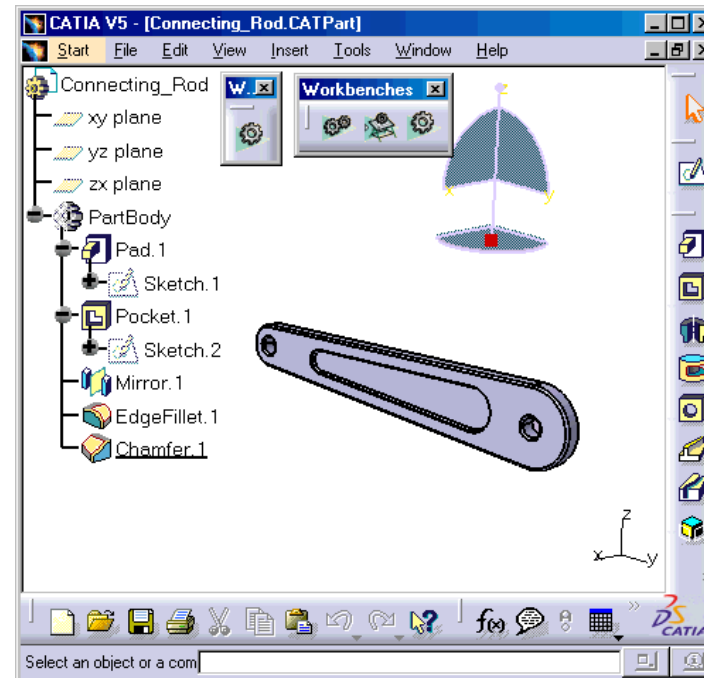 CATIA V5 - [Connecting_Rod.CATPart]
Start File Edit View Insert Tools Window Help
Connecting_Rod
W...
Workbenches
xy plane
yz plane
zx plane
PartBody
Pad.1
Sketch.1
Pocket.1
Sketch.2
Mirror.1
EdgeFillet.1
Chamfer.1
z
x
y
z
x
y
f(x)
DS
CATIA
Select an object or a com